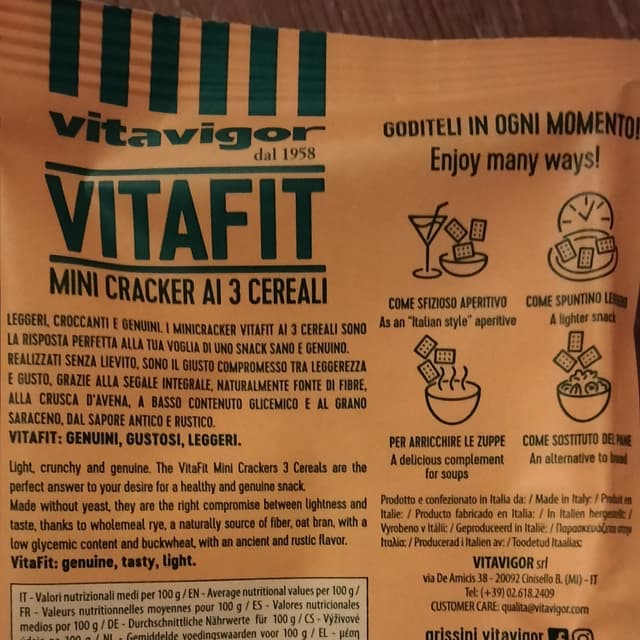 vitavigor
dal 1958
VITAFIT
MINI CRACKER AI 3 CEREALI
LEGGERI, CROCCANTI E GENUINI. I MINICRACKER VITAFIT AI 3 CEREALI SONO
LA RISPOSTA PERFETTA ALLA TUA VOGLIA DI UNO SNACK SANO E GENUINO.
REALIZZATI SENZA LIEVITO, SONO IL GIUSTO COMPROMESSO TRA LEGGEREZZA
E GUSTO, GRAZIE ALLA SEGALE INTEGRALE, NATURALMENTE FONTE DI FIBRE,
ALLA CRUSCA D'AVENA, A BASSO CONTENUTO GLICEMICO E AL GRANO
SARACENO, DAL SAPORE ANTICO E RUSTICO.
VITAFIT: GENUINI, GUSTOSI, LEGGERI.
Light, crunchy and genuine. The VitaFit Mini Crackers 3 Cereals are the
perfect answer to your desire for a healthy and genuine snack.
Made without yeast, they are the right compromise between lightness and
taste, thanks to wholemeal rye, a naturally source of fiber, oat bran, with a
low glycemic content and buckwheat, with an ancient and rustic flavor.
VitaFit: genuine, tasty, light.
IT - Valori nutrizionali medi per 100 g / EN - Average nutritional values per 100 g /
FR - Valeurs nutritionnelles moyennes pour 100 g / ES - Valores nutricionales
medios por 100 g / DE - Durchschnittliche Nährwerte für 100 g / CS - Výživové
100 g / NL - Gemiddelde voedingswaarden voor 100 g / EL - μέση
GODITELI IN OGNI MOMENTO!
Enjoy many ways!
COME SFIZIOSO APERITIVO
As an "Italian style" aperitive
COME SPUNTINO
A lighter snack
PER ARRICCHIRE LE ZUPPE
A delicious complement
for soups
COME SOSTITUTO DEL PANE
An alternative to bread
Prodotto e confezionato in Italia da: / Made in Italy: / Produit en
Italie: / Producto fabricado en Italia: / In Italien hergestellt: /
Vyrobeno v Itálii: / Geproduceerd in Italië: / Παρασκευάζεται στην
Ιταλία: / Producerad i Italien av: / Toodetud Itaalias:
VITAVIGOR srl
via De Amicis 38 - 20092 Cinisello B. (MI) - IT
Tel: (+39) 02.618.2409
CUSTOMER CARE: qualita@vitavigor.com
grissini vitavigor